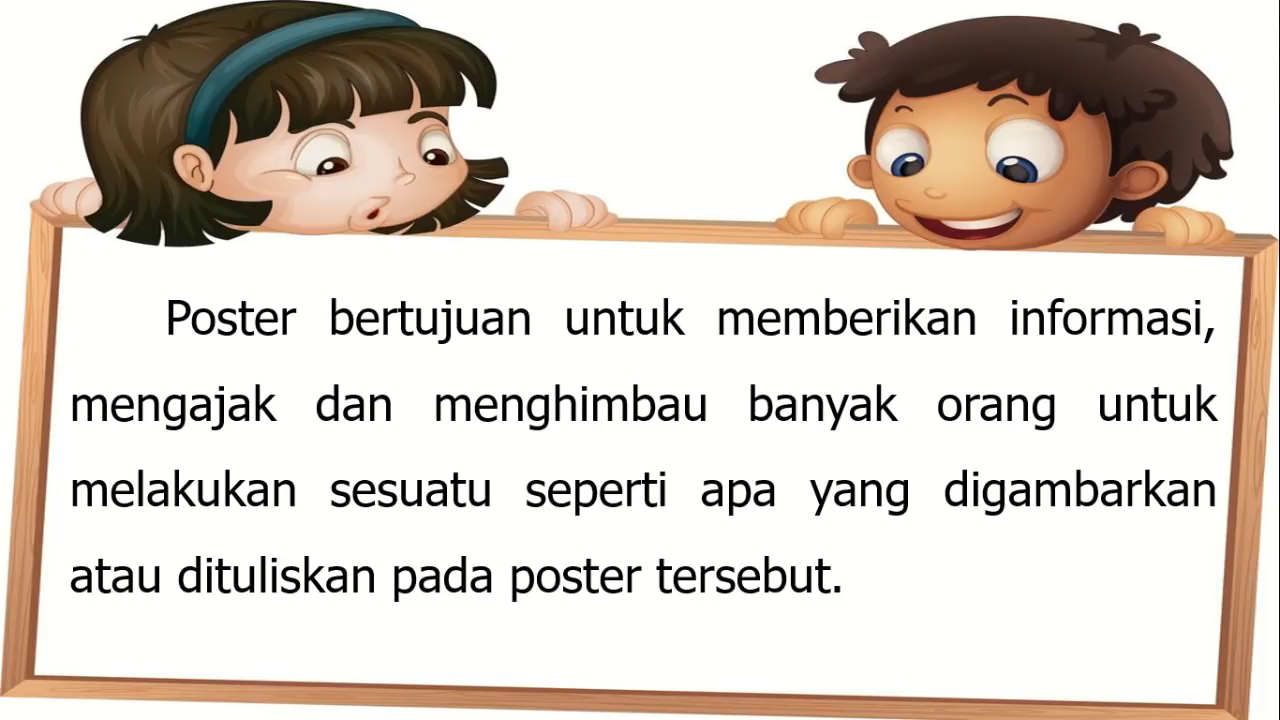 Poster bertujuan untuk memberikan informasi,
mengajak dan menghimbau banyak orang untuk
melakukan sesuatu seperti apa yang digambarkan
atau dituliskan pada poster tersebut.